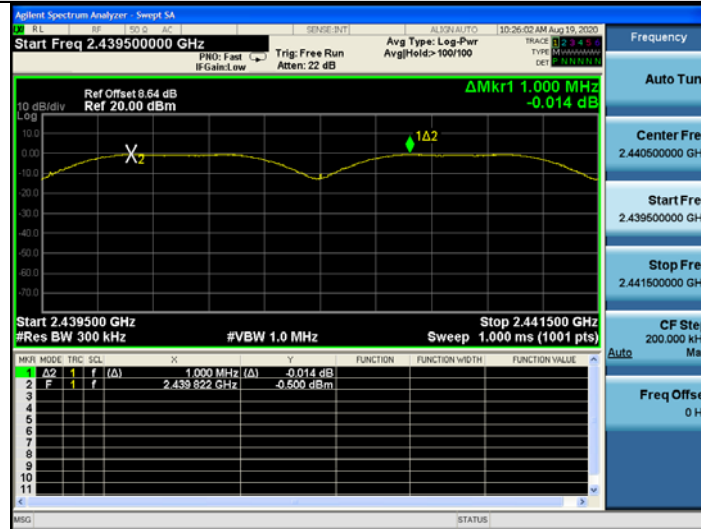 Agilent Spectrum Analyzer - Swept SA
RL RF 50 Ω AC SENSE:INT ALIGNAUTO 10:26:02 AM Aug 19, 2020
Start Freq 2.439500000 GHz
PNO: Fast
IFGain:Low
Trig: Free Run
Atten: 22 dB
Avg Type: Log-Pwr
Avg|Hold:>100/100
TRACE 1 2 3 4 5 6
TYPE M
DET P N N N N N
ΔMkr1 1.000 MHz
-0.014 dB
Ref Offset 8.64 dB
10 dB/div Ref 20.00 dBm
Log
10.0
0.00
-10.0
-20.0
-30.0
-40.0
-50.0
-60.0
-70.0
X2
1Δ2
Start 2.439500 GHz Stop 2.441500 GHz
#Res BW 300 kHz #VBW 1.0 MHz Sweep 1.000 ms (1001 pts)
MKR MODE TRC SCL X Y FUNCTION FUNCTION WIDTH FUNCTION VALUE
1 Δ2 1 f (Δ) 1.000 MHz (Δ) -0.014 dB
2 F 1 f 2.439 822 GHz -0.500 dBm
3
4
5
6
7
8
9
10
11
MSG STATUS
Frequency
Auto Tun
Center Fre
2.440500000 GH
Start Fre
2.439500000 GH
Stop Fre
2.441500000 GH
CF Ste
200.000 kH
Auto Ma
Freq Offse
0 H